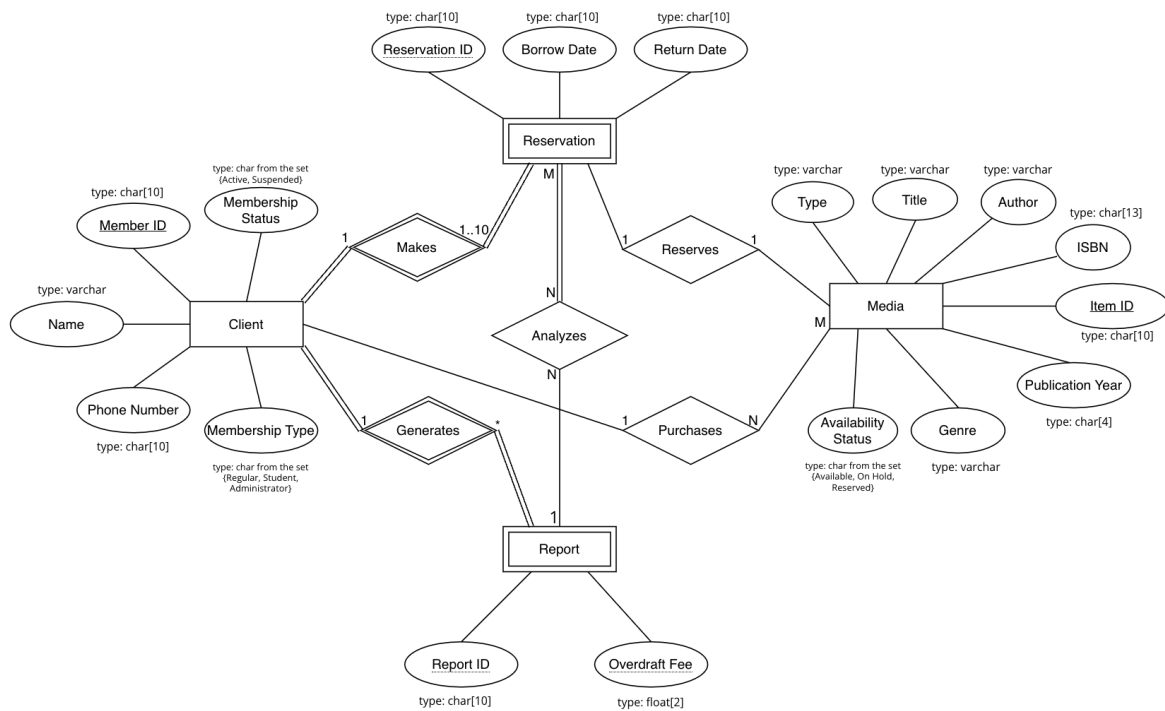 type: char[10]
type: char[10]
type: char[10]
Reservation ID
Borrow Date
Return Date
Reservation
M
type: char from the set
{Active, Suspended}
type: char[10]
Membership
Status
Member ID
1
Makes
1..10
1
Reserves
1
type: varchar
type: varchar
type: varchar
Type
Title
Author
type: char[13]
ISBN
type: varchar
Name
Client
N
Analyzes
N
Media
M
Item ID
type: char[10]
Phone Number
type: char[10]
Membership Type
type: char from the set
{Regular, Student,
Administrator}
1
Generates
*
1
Purchases
N
Availability
Status
type: char from the set
{Available, On Hold,
Reserved}
Genre
type: varchar
Publication Year
type: char[4]
1
Report
Report ID
type: char[10]
Overdraft Fee
type: float[2]